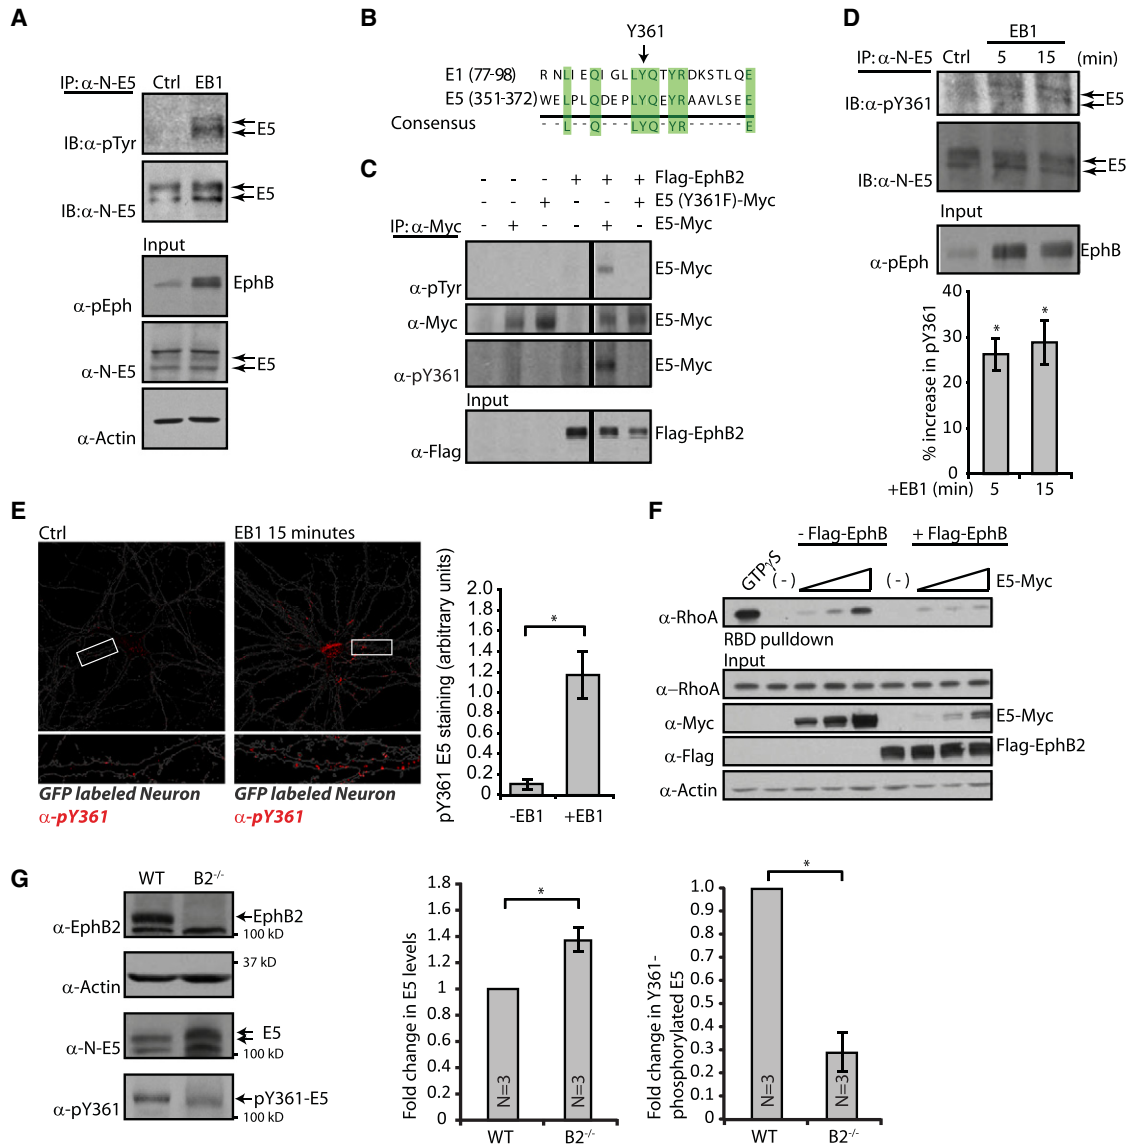 A
IP: α-N-E5
Ctrl EB1
IB:α-pTyr
E5
IB:α-N-E5
E5
Input
α-pEph
EphB
α-N-E5
E5
α-Actin
B
Y361
E1 (77-98) R N L I E Q I G L L Y Q T Y R D K S T L Q E
E5 (351-372) W E L P L Q D E P L Y Q E Y R A A V L S E E
Consensus - - L - - Q - - - L Y Q - Y R - - - - - - E
C
- - - + + + Flag-EphB2
- - + - - + E5 (Y361F)-Myc
IP: α-Myc - + - - + - E5-Myc
α-pTyr E5-Myc
α-Myc E5-Myc
α-pY361 E5-Myc
Input
α-Flag Flag-EphB2
D
EB1
IP: α-N-E5 Ctrl 5 15 (min)
IB:α-pY361 E5
IB:α-N-E5 E5
Input
α-pEph EphB
% increase in pY361
40
30
20
10
0
* *
+EB1 (min) 5 15
E
Ctrl
EB1 15 minutes
GFP labeled Neuron
α-pY361
GFP labeled Neuron
α-pY361
pY361 E5 staining (arbitrary units)
2.0
1.8
1.6
1.4
1.2
1.0
0.8
0.6
0.4
0.2
0
*
-EB1 +EB1
F
- Flag-EphB + Flag-EphB
GTPγS (-) (-) E5-Myc
α-RhoA
RBD pulldown
Input
α-RhoA
α-Myc E5-Myc
α-Flag Flag-EphB2
α-Actin
G
WT B2-/-
α-EphB2 EphB2
100 kD
37 kD
α-Actin
α-N-E5 E5
100 kD
α-pY361 pY361-E5
100 kD
Fold change in E5 levels
1.8
1.6
1.4
1.2
1
0.8
0.6
0.4
0.2
0
*
N=3 N=3
WT B2-/-
Fold change in Y361-
phosphorylated E5
1.0
0.9
0.8
0.7
0.6
0.5
0.4
0.3
0.2
0.1
0
*
N=3 N=3
WT B2-/-